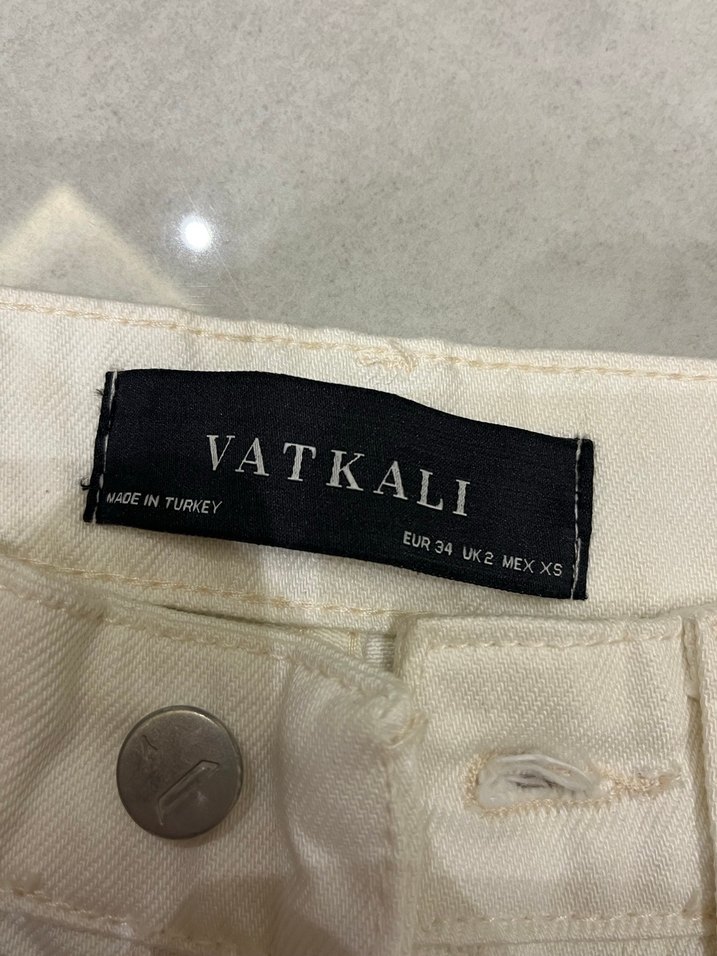 VATKALI
MADE IN TURKEY
EUR 34 UK 2 MEX XS